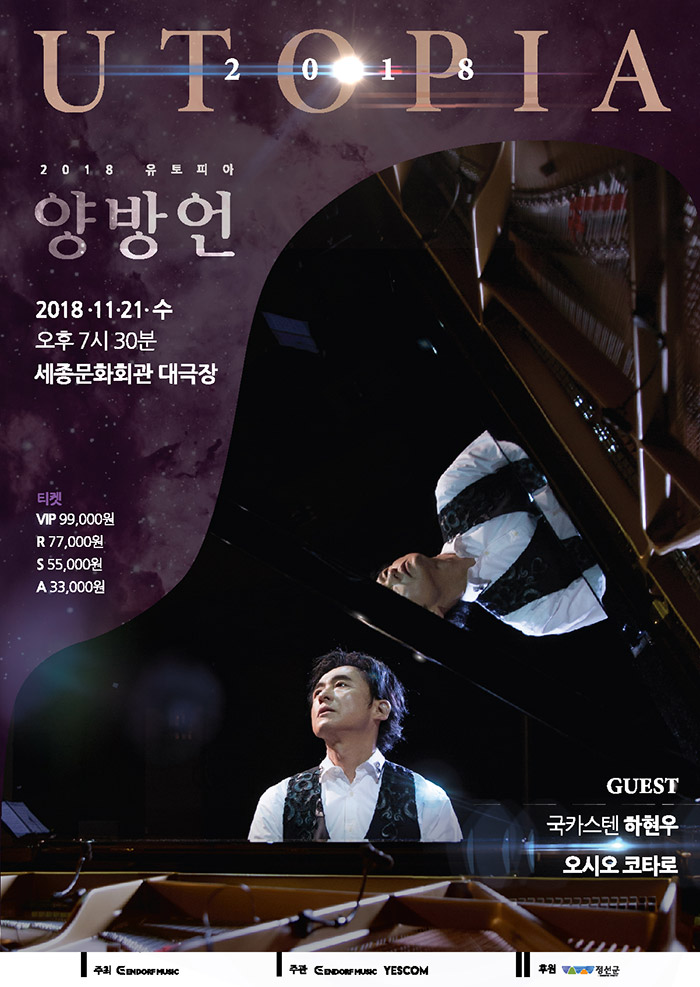 UTOPIA
2018
2018 유토피아
양방언
2018 ·11·21· 수
오후 7시 30분
세종문화회관 대극장
티켓
VIP 99,000원
R 77,000원
S 55,000원
A 33,000원
GUEST
국카스텐 하현우
오시오 코타로
주최 ENDORF MUSIC
주관 ENDORF MUSIC YESCOM
후원 정선군